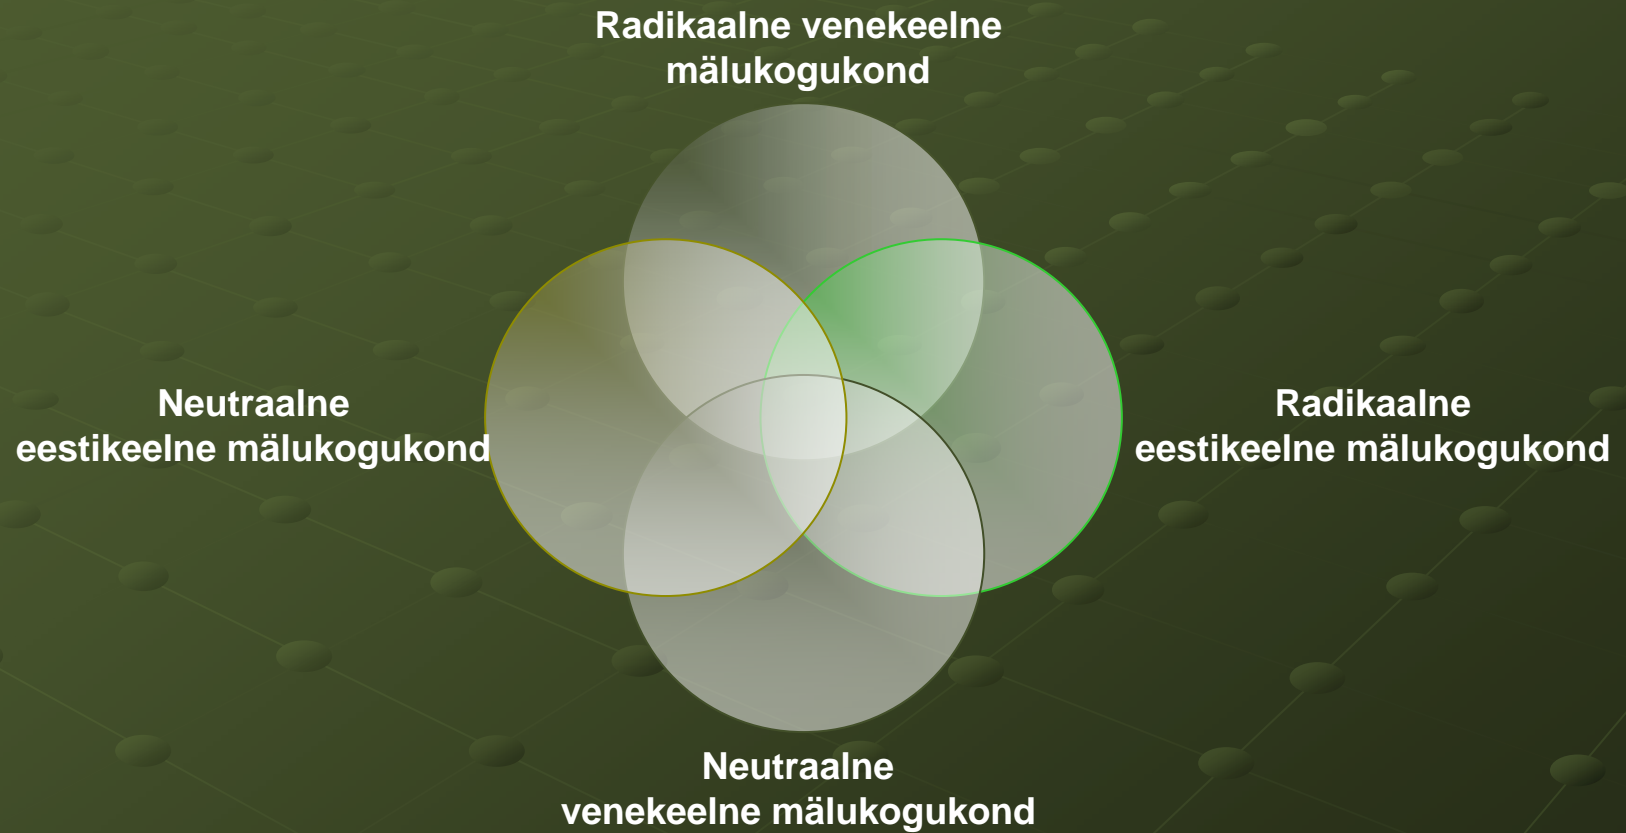 Radikaalne venekeelne
mälukogukond
Neutraalne
eestikeelne mälukogukond
Radikaalne
eestikeelne mälukogukond
Neutraalne
venekeelne mälukogukond